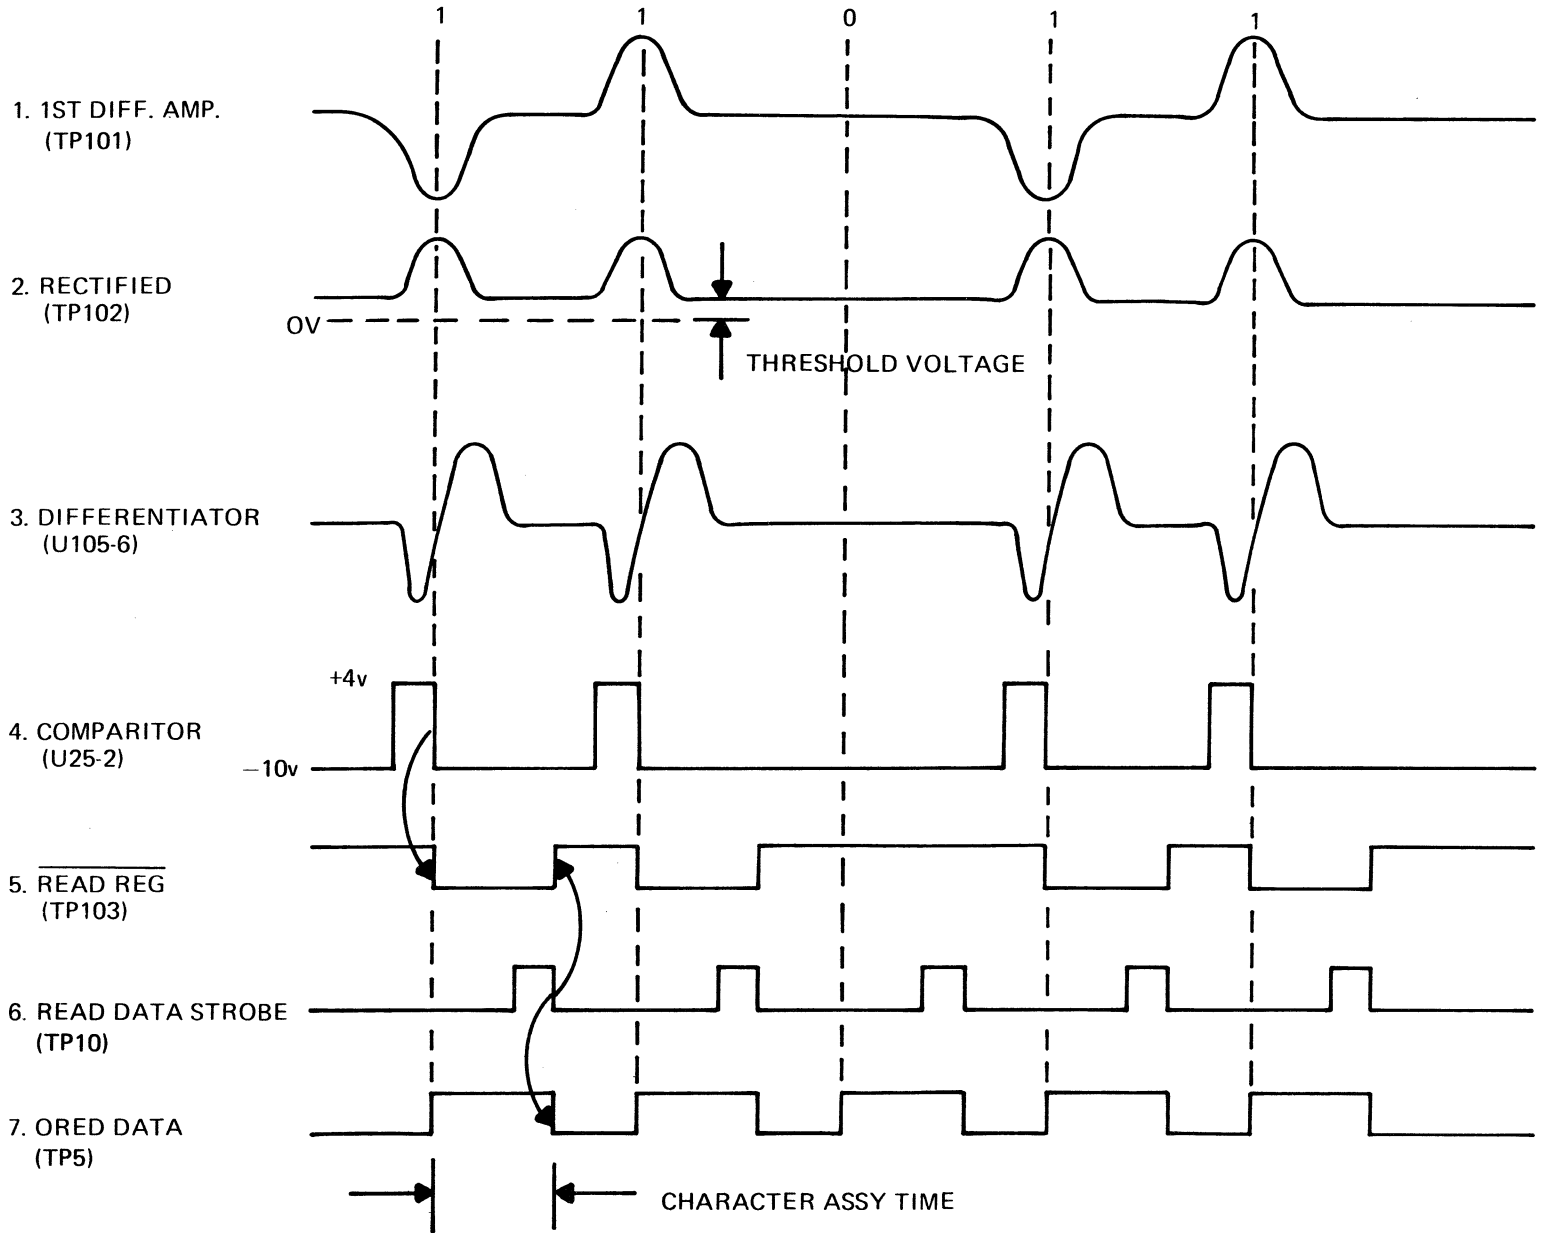 1 1 0 1 1
1. 1ST DIFF. AMP.
(TP101)
2. RECTIFIED
(TP102)
OV
THRESHOLD VOLTAGE
3. DIFFERENTIATOR
(U105-6)
+4v
4. COMPARITOR
(U25-2)
−10v
5. READ REG
(TP103)
6. READ DATA STROBE
(TP10)
7. ORED DATA
(TP5)
CHARACTER ASSY TIME